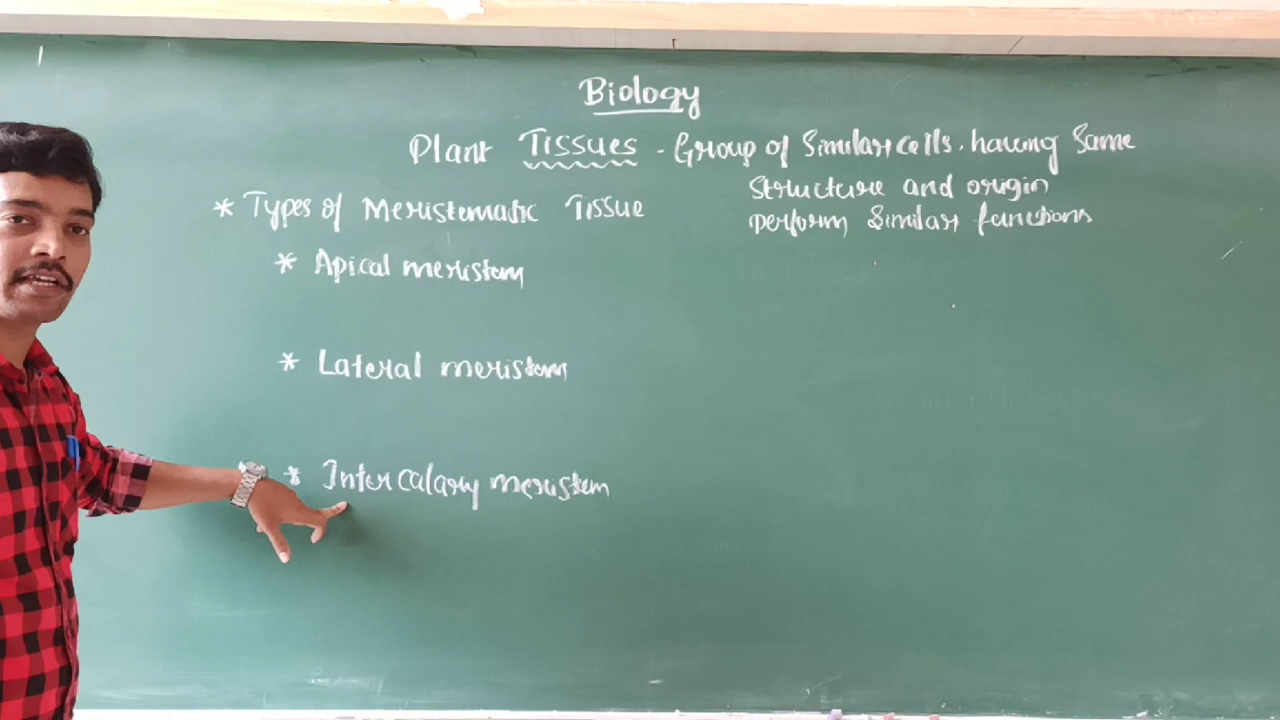 Biology
Plant Tissues - Group of Similar cells, having Same
Structure and origin
perform Similar functions
* Types of Meristematic Tissue
* Apical meristem
* Lateral meristem
* Intercalary meristem